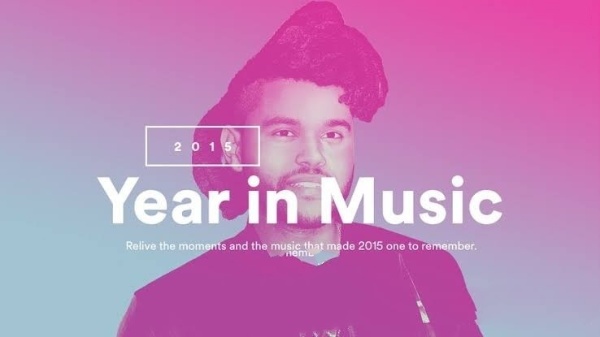 2015
Year in Music
Relive the moments and the music that made 2015 one to remember.